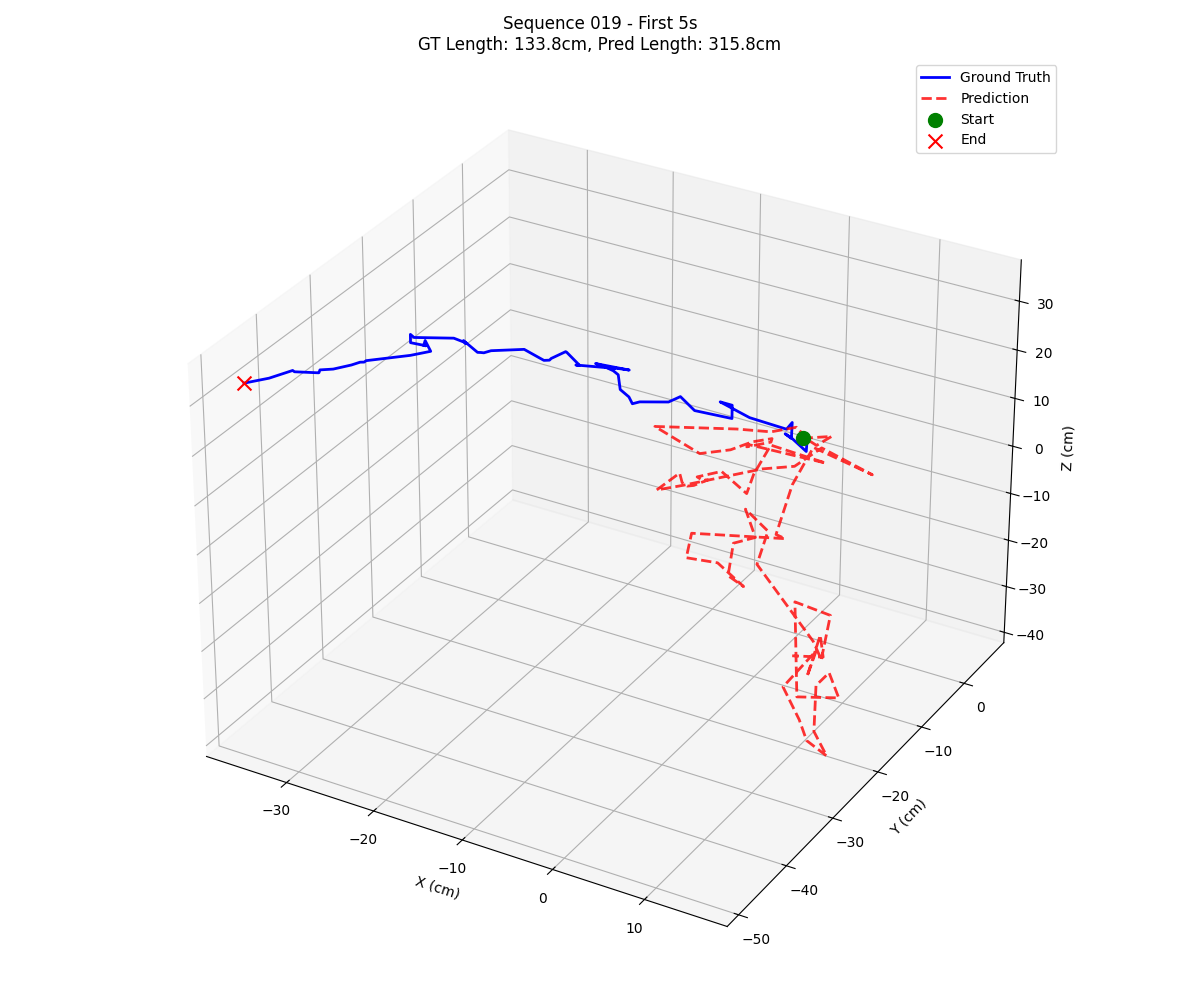 Sequence 019 - First 5s
GT Length: 133.8cm, Pred Length: 315.8cm
Ground Truth
Prediction
Start
End
30
20
10
0
−10
−20
−30
−40
Z (cm)
0
−10
−20
−30
−40
−50
Y (cm)
−30
−20
−10
0
10
X (cm)